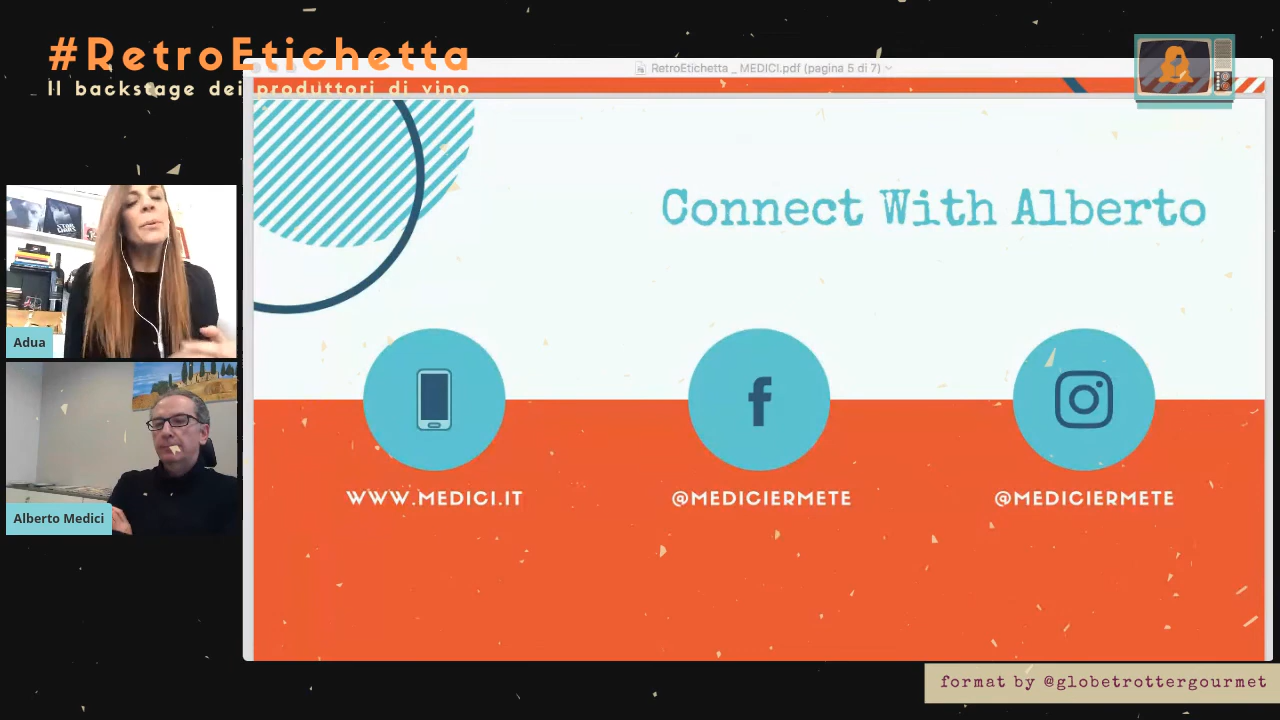 #RetroEtichetta
Il backstage dei produttori di vino
RetroEtichetta _ MEDICI.pdf (pagina 5 di 7)
Connect With Alberto
Adua
WWW.MEDICI.IT
@MEDICIERMETE
@MEDICIERMETE
Alberto Medici
format by @globetrottergourmet